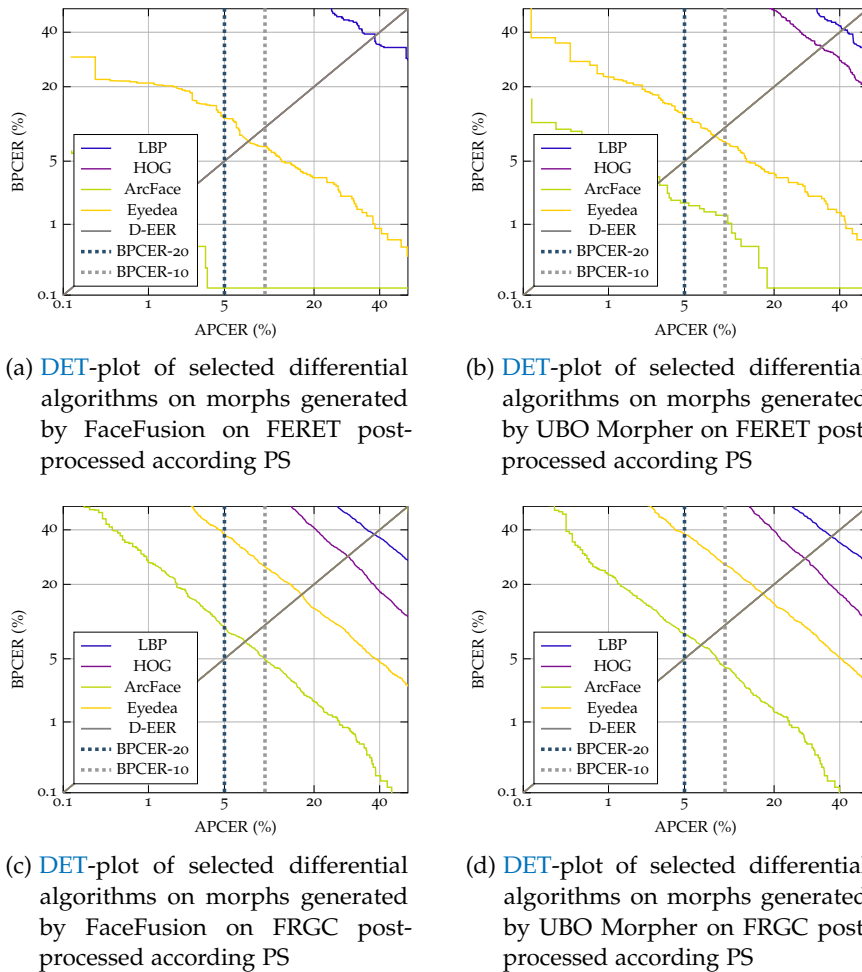 40
20
5
1
0.1
BPCER (%)
LBP
HOG
ArcFace
Eyedea
D-EER
BPCER-20
BPCER-10
0.1 1 5 20 40
APCER (%)
40
20
5
1
0.1
BPCER (%)
LBP
HOG
ArcFace
Eyedea
D-EER
BPCER-20
BPCER-10
0.1 1 5 20 40
APCER (%)
(a) DET-plot of selected differential
algorithms on morphs generated
by FaceFusion on FERET post-
processed according PS
(b) DET-plot of selected differential
algorithms on morphs generated
by UBO Morpher on FERET post
processed according PS
40
20
5
1
0.1
BPCER (%)
LBP
HOG
ArcFace
Eyedea
D-EER
BPCER-20
BPCER-10
0.1 1 5 20 40
APCER (%)
40
20
5
1
0.1
BPCER (%)
LBP
HOG
ArcFace
Eyedea
D-EER
BPCER-20
BPCER-10
0.1 1 5 20 40
APCER (%)
(c) DET-plot of selected differential
algorithms on morphs generated
by FaceFusion on FRGC post-
processed according PS
(d) DET-plot of selected differential
algorithms on morphs generated
by UBO Morpher on FRGC post
processed according PS